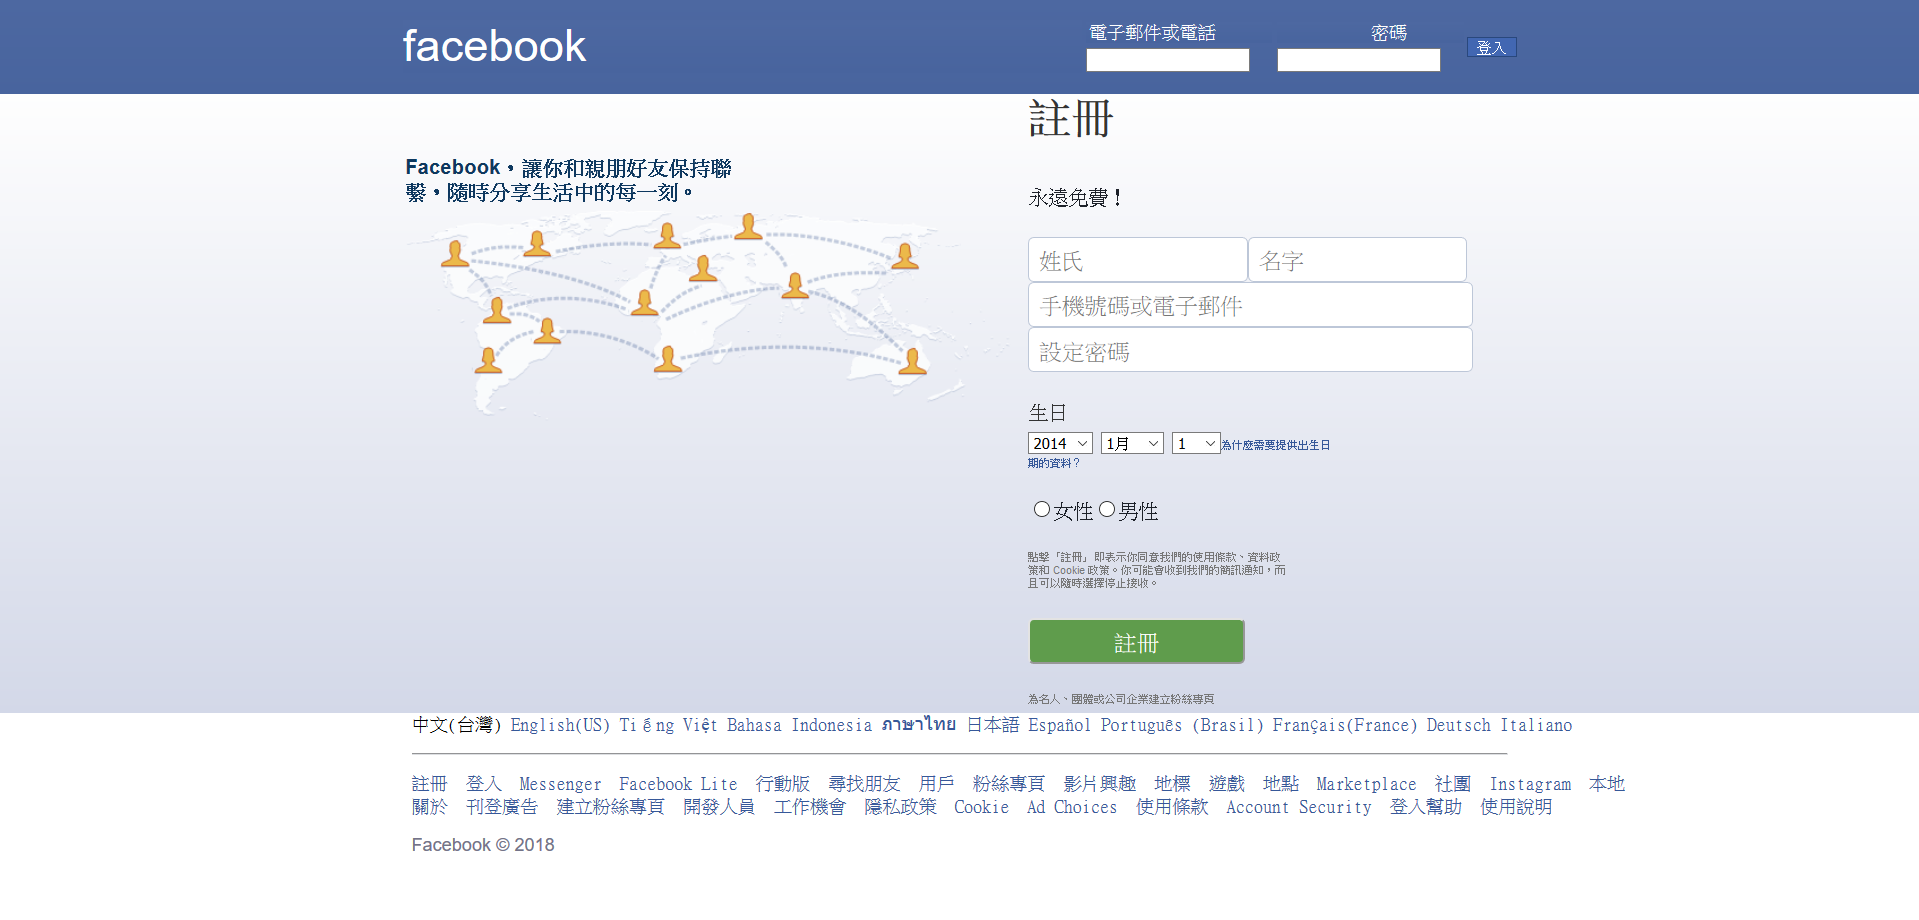 facebook
電子郵件或電話
密碼
登入
註冊
Facebook，讓你和親朋好友保持聯
繫，隨時分享生活中的每一刻。
永遠免費！
姓氏
名字
手機號碼或電子郵件
設定密碼
生日
2014
1月
1
為什麼需要提供出生日
期的資料？
女性
男性
點擊「註冊」即表示你同意我們的使用條款、資料政
策和 Cookie 政策。你可能會收到我們的簡訊通知，而
且可以隨時選擇停止接收。
註冊
為名人、團體或公司企業建立粉絲專頁
中文(台灣) English(US) Tiếng Việt Bahasa Indonesia ภาษาไทย 日本語 Español Português (Brasil) Français(France) Deutsch Italiano
註冊 登入 Messenger Facebook Lite 行動版 尋找朋友 用戶 粉絲專頁 影片興趣 地標 遊戲 地點 Marketplace 社團 Instagram 本地
關於 刊登廣告 建立粉絲專頁 開發人員 工作機會 隱私政策 Cookie Ad Choices 使用條款 Account Security 登入幫助 使用說明
Facebook © 2018